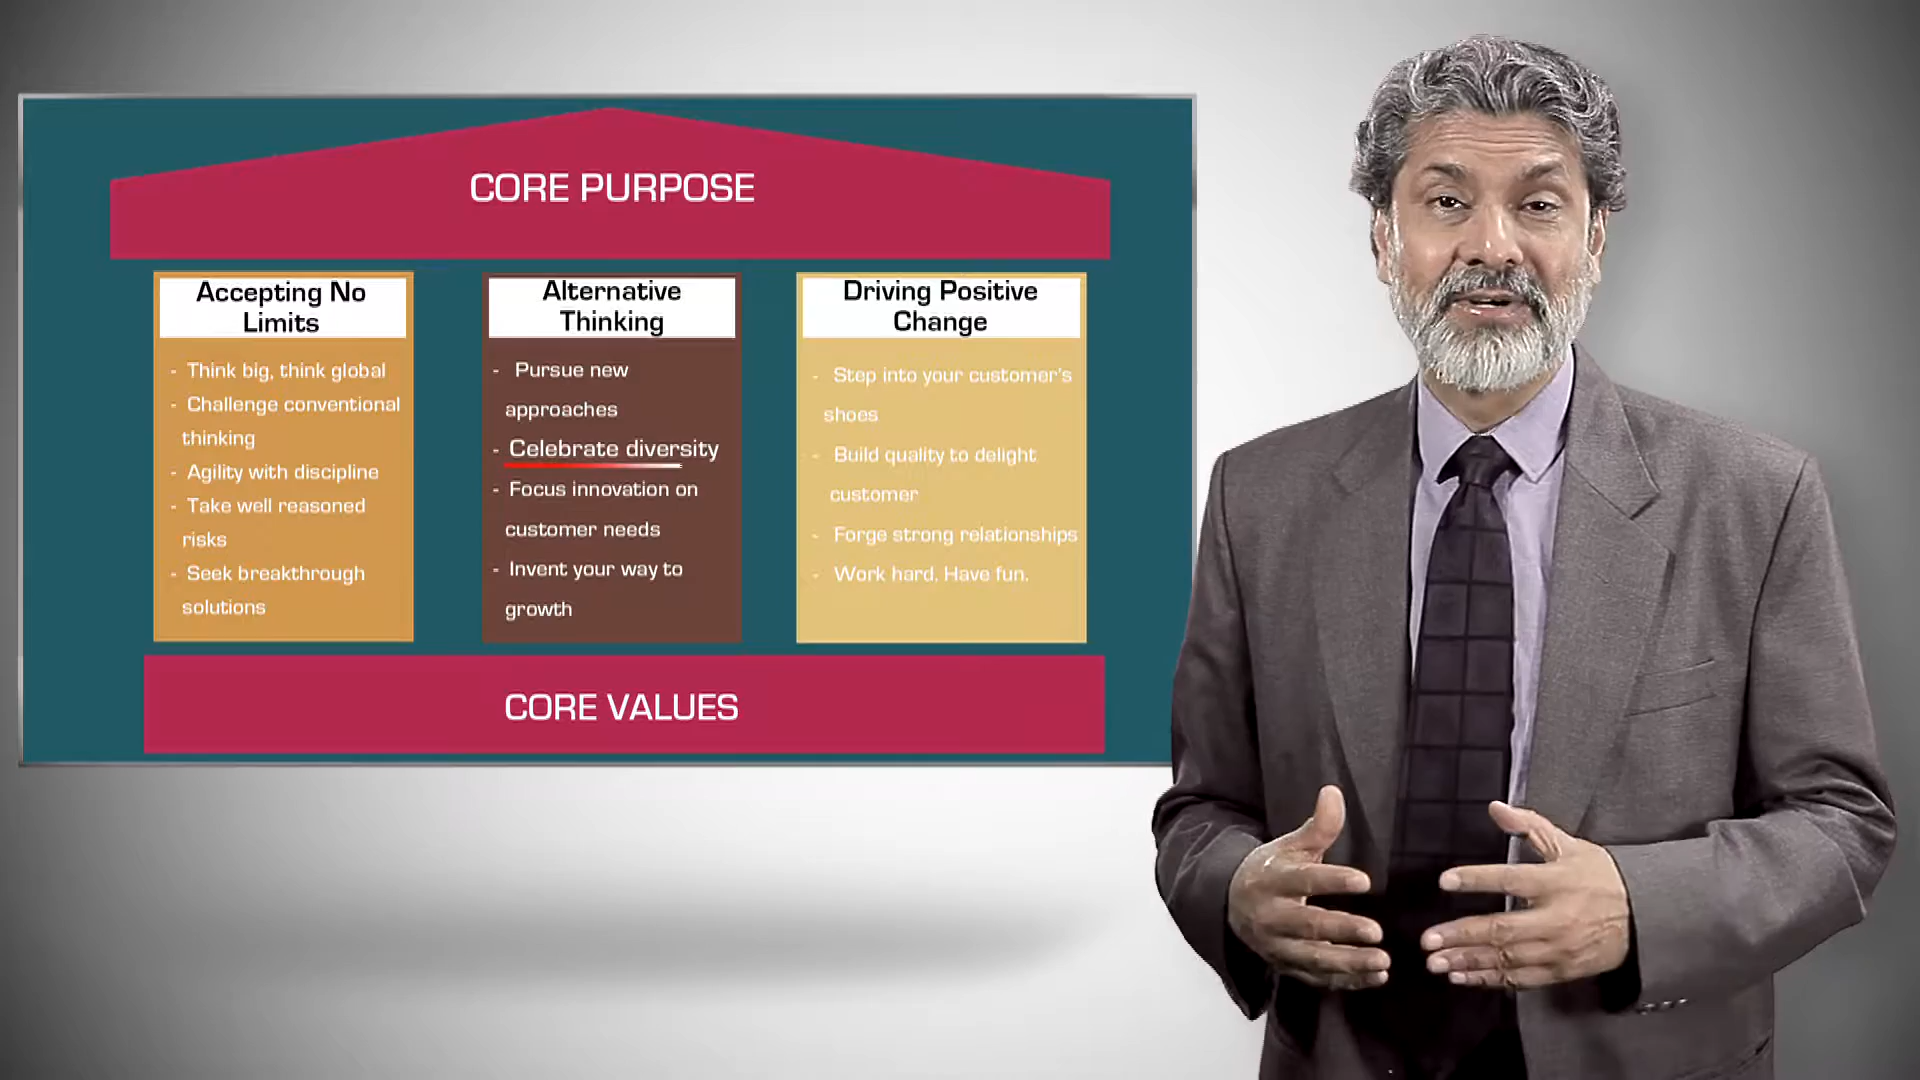 CORE PURPOSE
Accepting No
Limits
- Think big, think global
- Challenge conventional
thinking
- Agility with discipline
- Take well reasoned
risks
- Seek breakthrough
solutions
Alternative
Thinking
- Pursue new
approaches
- Celebrate diversity
- Focus innovation on
customer needs
- Invent your way to
growth
Driving Positive
Change
- Step into your customer's
shoes
- Build quality to delight
customer
- Forge strong relationships
- Work hard. Have fun.
CORE VALUES